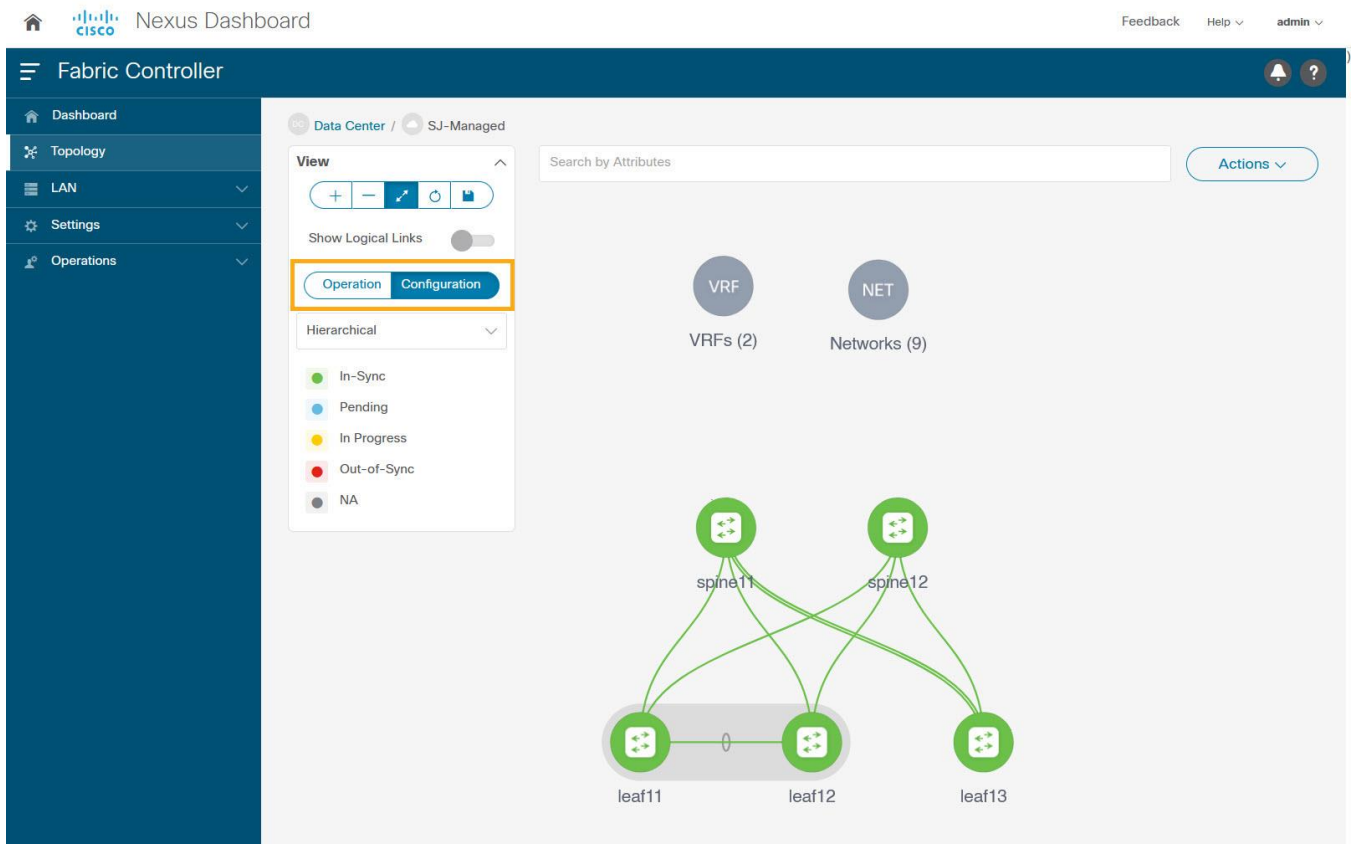 cisco Nexus Dashboard Feedback Help admin
Fabric Controller ?
)
Dashboard
Topology
LAN
Settings
Operations
DC Data Center / SJ-Managed
View
+ −
Show Logical Links
Operation Configuration
Hierarchical
In-Sync
Pending
In Progress
Out-of-Sync
NA
Search by Attributes
Actions
VRF NET
VRFs (2) Networks (9)
spine11 spine12
leaf11 leaf12 leaf13